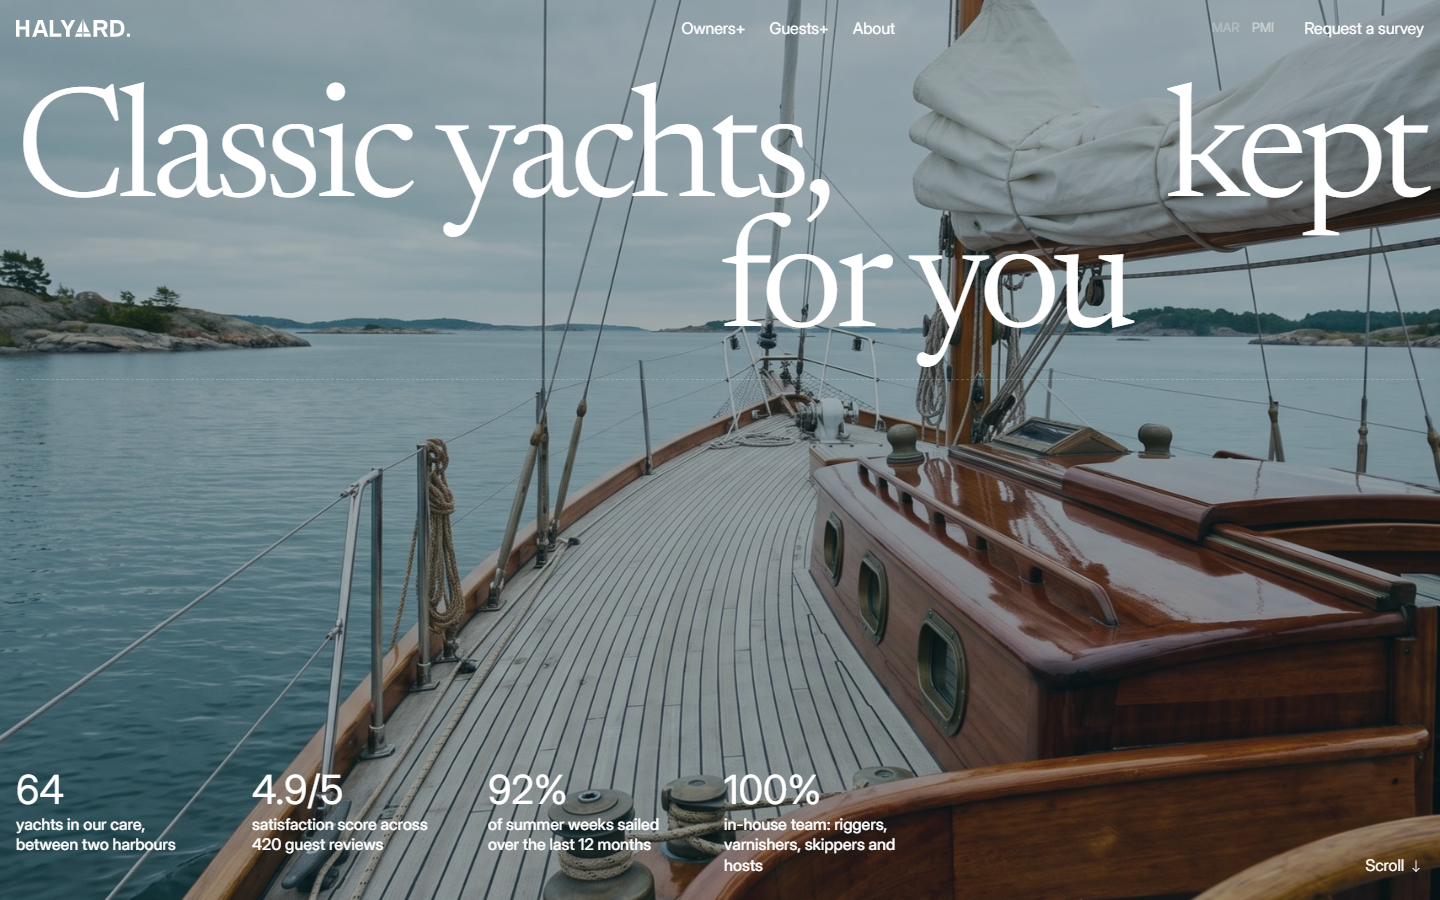 HALYARD.
Owners+ Guests+ About
MAR PMI Request a survey
Classic yachts, kept
for you
64
yachts in our care,
between two harbours
4.9/5
satisfaction score across
420 guest reviews
92%
of summer weeks sailed
over the last 12 months
100%
in-house team: riggers,
varnishers, skippers and
hosts
Scroll ↓